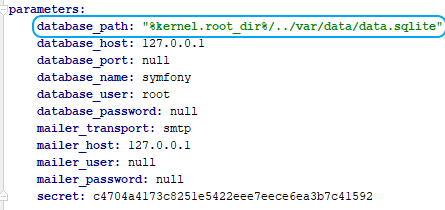 parameters:
database_path: "%kernel.root_dir%/../var/data/data.sqlite"
database_host: 127.0.0.1
database_port: null
database_name: symfony
database_user: root
database_password: null
mailer_transport: smtp
mailer_host: 127.0.0.1
mailer_user: null
mailer_password: null
secret: c4704a4173c8251e5422eee7eece6ea3b7c41592